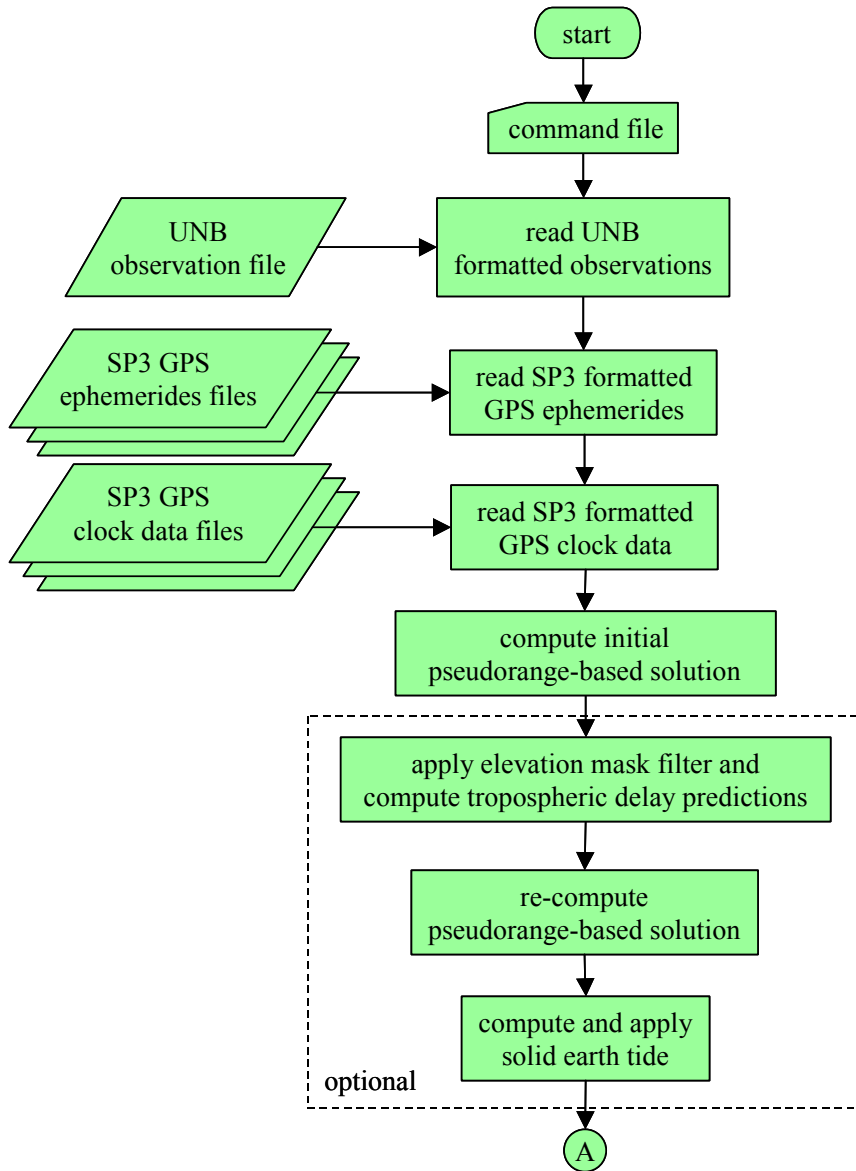 start
command file
UNB
observation file
read UNB
formatted observations
SP3 GPS
ephemerides files
read SP3 formatted
GPS ephemerides
SP3 GPS
clock data files
read SP3 formatted
GPS clock data
compute initial
pseudorange-based solution
apply elevation mask filter and
compute tropospheric delay predictions
re-compute
pseudorange-based solution
compute and apply
solid earth tide
optional
A